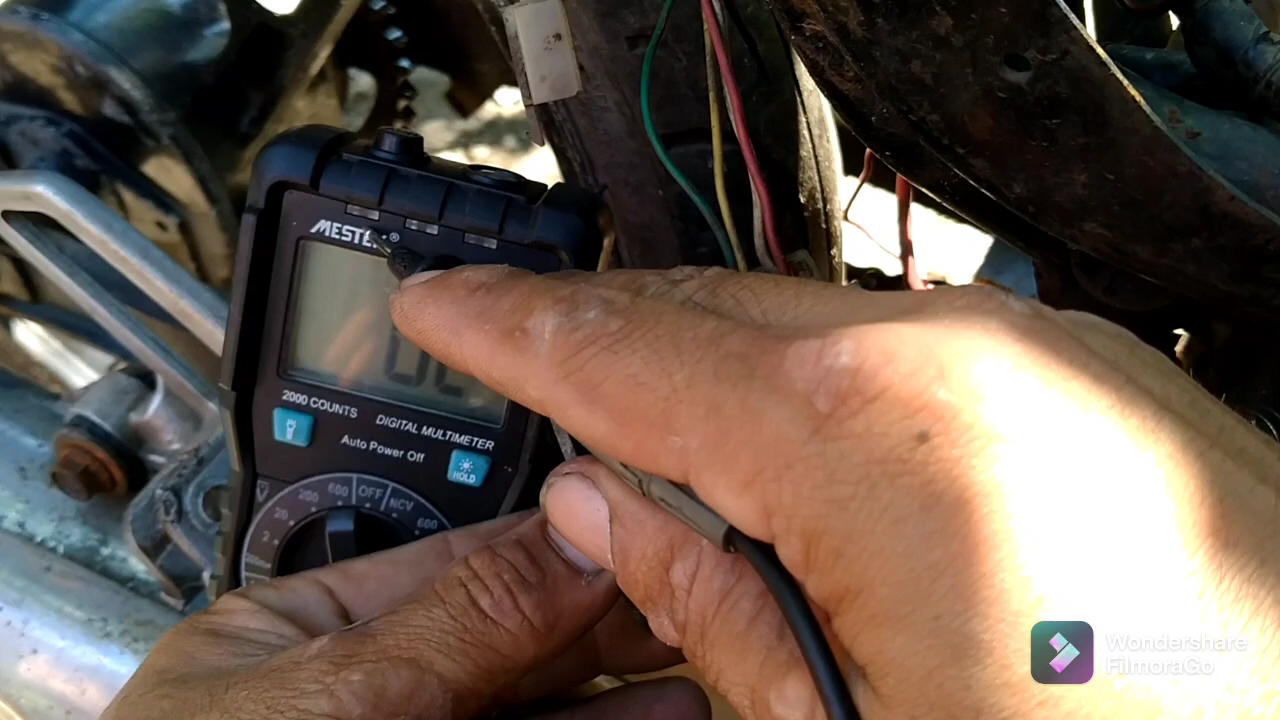 MESTEK®
2000 COUNTS
DIGITAL MULTIMETER
Auto Power Off
HOLD
2
20
200
600
OFF
NCV
600
Wondershare
FilmoraGo